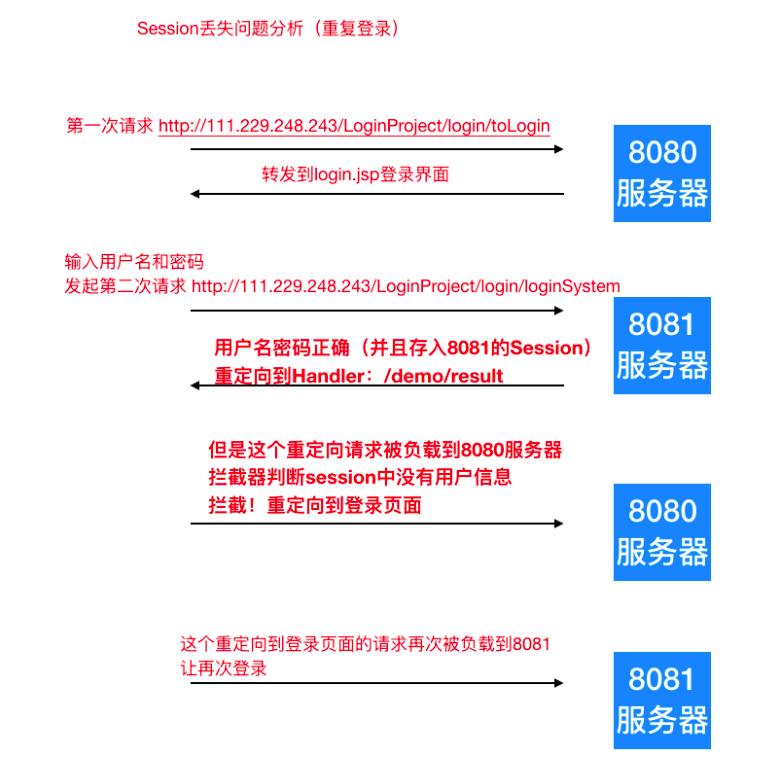 Session丢失问题分析（重复登录）
第一次请求 http://111.229.248.243/LoginProject/login/toLogin
转发到login.jsp登录界面
8080
服务器
输入用户名和密码
发起第二次请求 http://111.229.248.243/LoginProject/login/loginSystem
用户名密码正确（并且存入8081的Session）
重定向到Handler：/demo/result
8081
服务器
但是这个重定向请求被负载到8080服务器
拦截器判断session中没有用户信息
拦截！重定向到登录页面
8080
服务器
这个重定向到登录页面的请求再次被负载到8081
让再次登录
8081
服务器